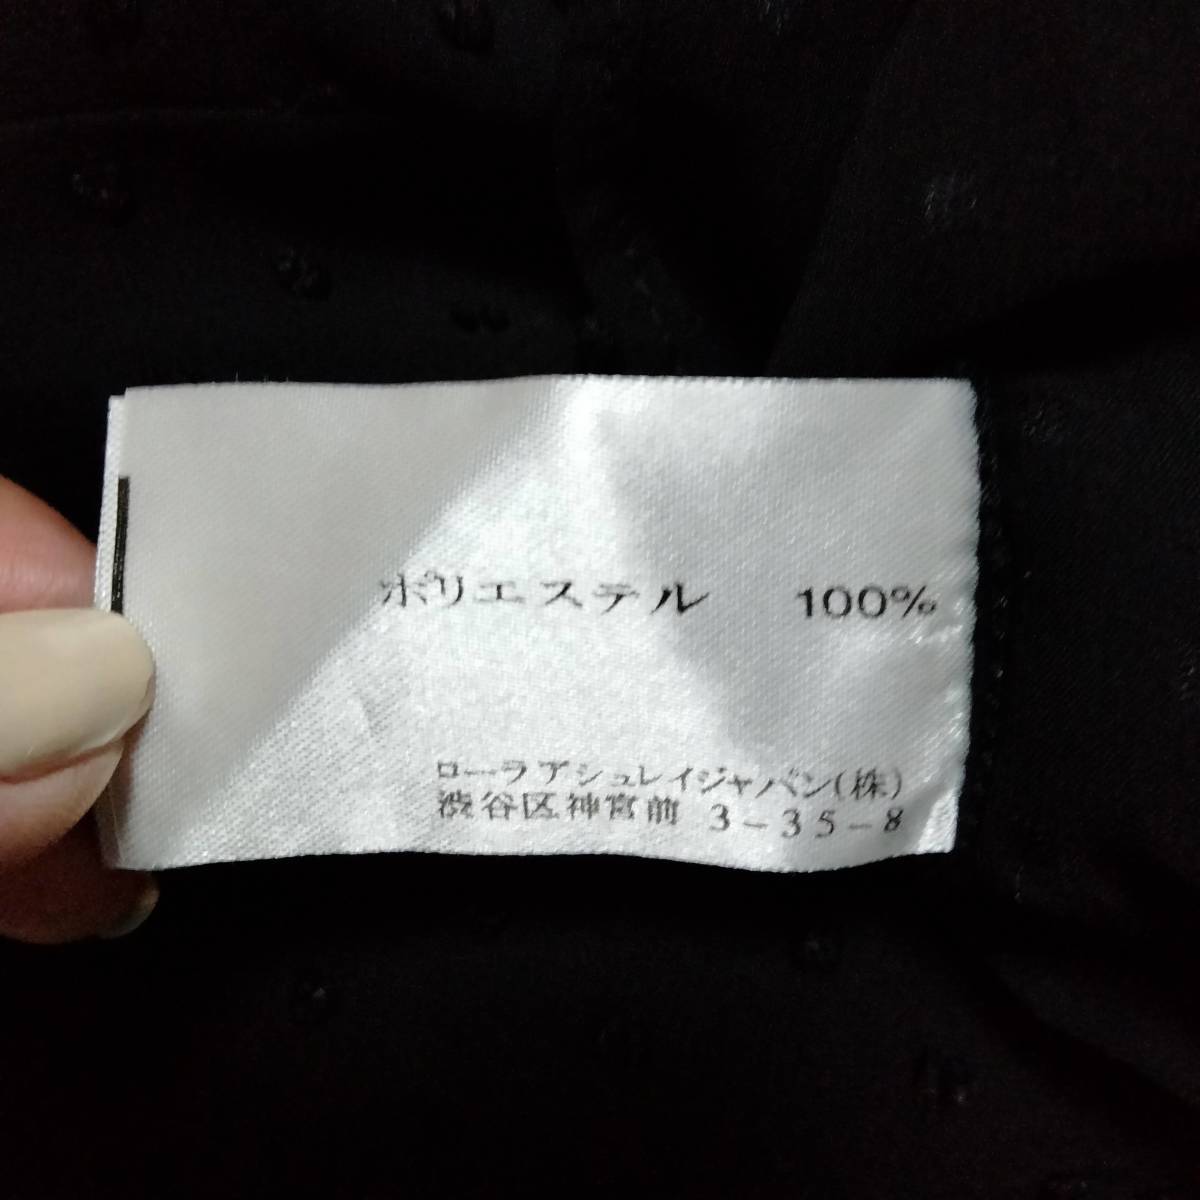 ポリエステル 100%
ローラアシュレイジャパン(株)
渋谷区神宮前 3-35-8